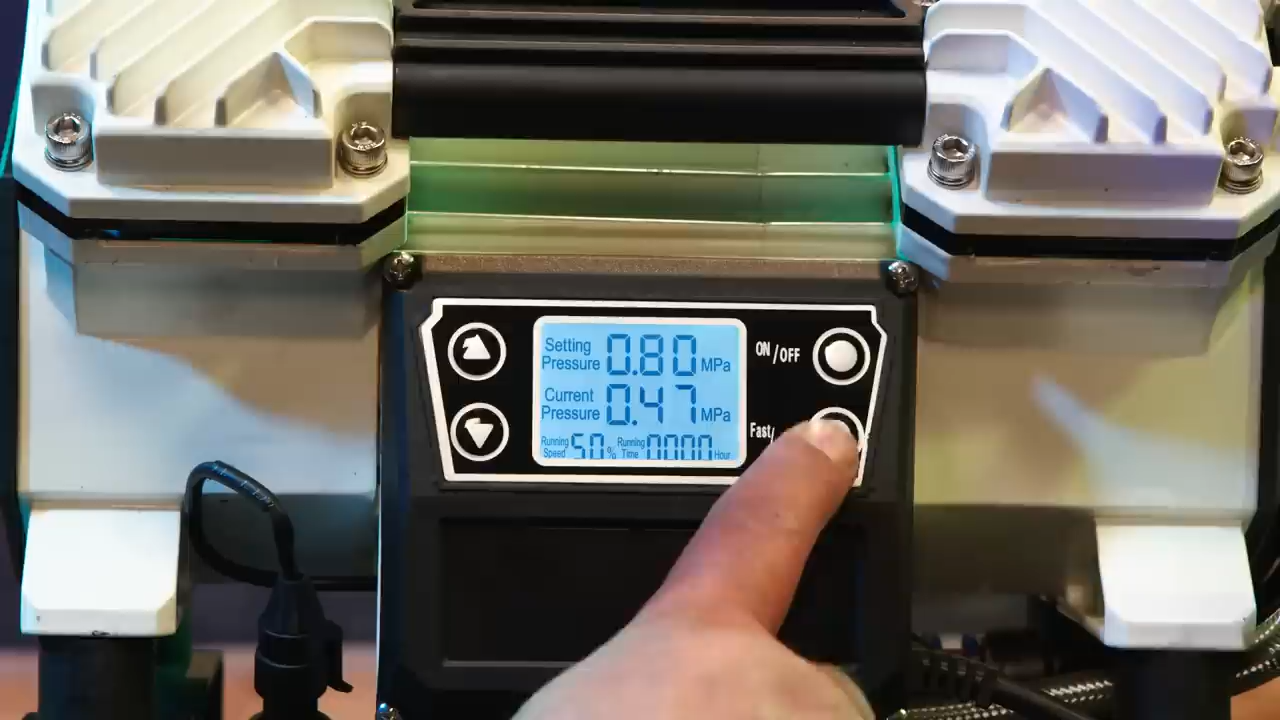 Setting
Pressure 0.80 MPa
Current
Pressure 0.47 MPa
Running
Speed 50 %
Running
Time 0000 Hour
ON/OFF
Fast/